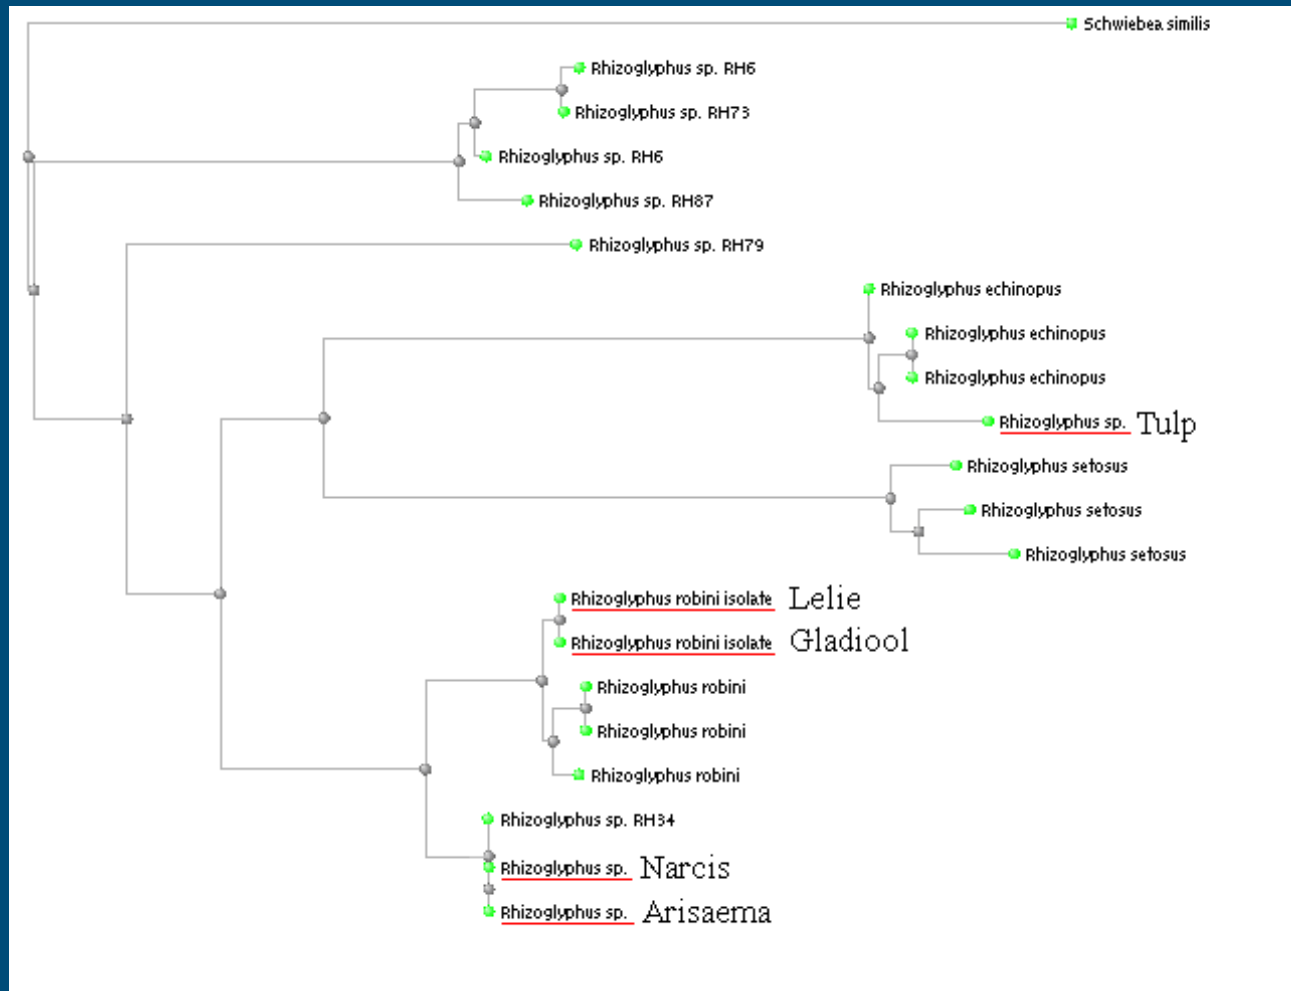 Schwiebea similis
Rhizoglyphus sp. RH6
Rhizoglyphus sp. RH73
Rhizoglyphus sp. RH6
Rhizoglyphus sp. RH87
Rhizoglyphus sp. RH79
Rhizoglyphus echinopus
Rhizoglyphus echinopus
Rhizoglyphus echinopus
Rhizoglyphus sp. Tulp
Rhizoglyphus setosus
Rhizoglyphus setosus
Rhizoglyphus setosus
Rhizoglyphus robini isolate Lelie
Rhizoglyphus robini isolate Gladiool
Rhizoglyphus robini
Rhizoglyphus robini
Rhizoglyphus robini
Rhizoglyphus sp. RH34
Rhizoglyphus sp. Narcis
Rhizoglyphus sp. Arisaema